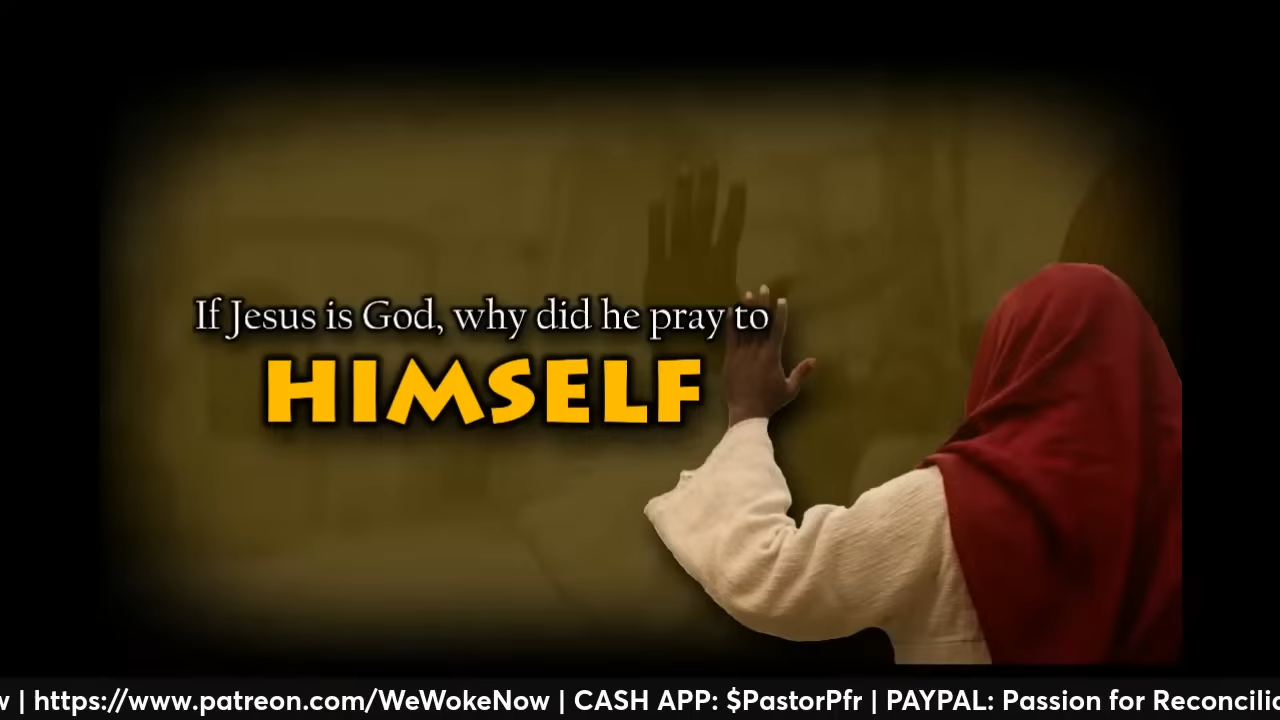 If Jesus is God, why did he pray to
HIMSELF
| https://www.patreon.com/WeWokeNow | CASH APP: $PastorPfr | PAYPAL: Passion for